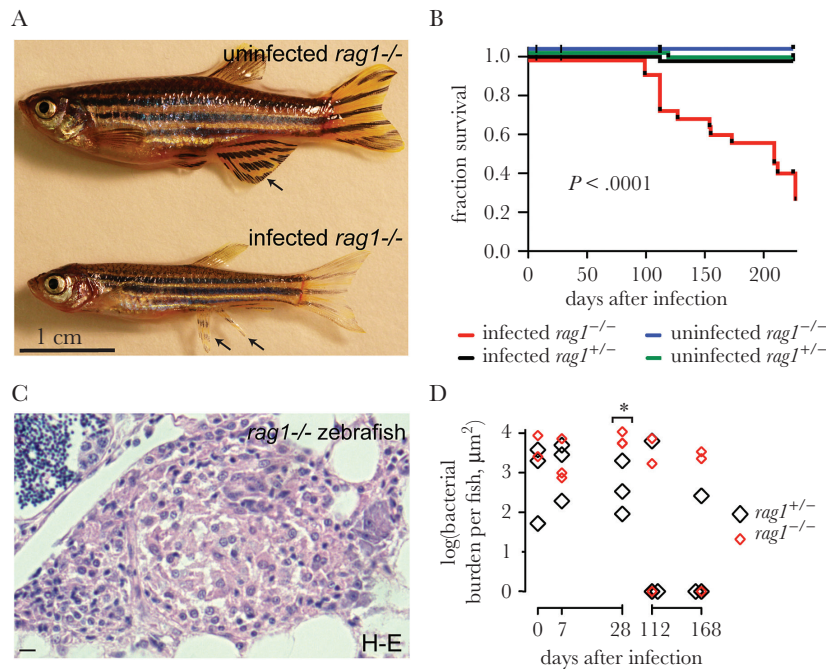 A
uninfected rag1-/-
infected rag1-/-
1 cm
B
fraction survival
1.0
0.8
0.6
0.4
0.2
0.0
P < .0001
0 50 100 150 200
days after infection
infected rag1−/− uninfected rag1−/−
infected rag1+/− uninfected rag1+/−
C
rag1-/- zebrafish
H-E
D
*
log(bacterial
burden per fish, μm2)
4
3
2
1
0
rag1+/−
rag1−/−
0 7 28 112 168
days after infection